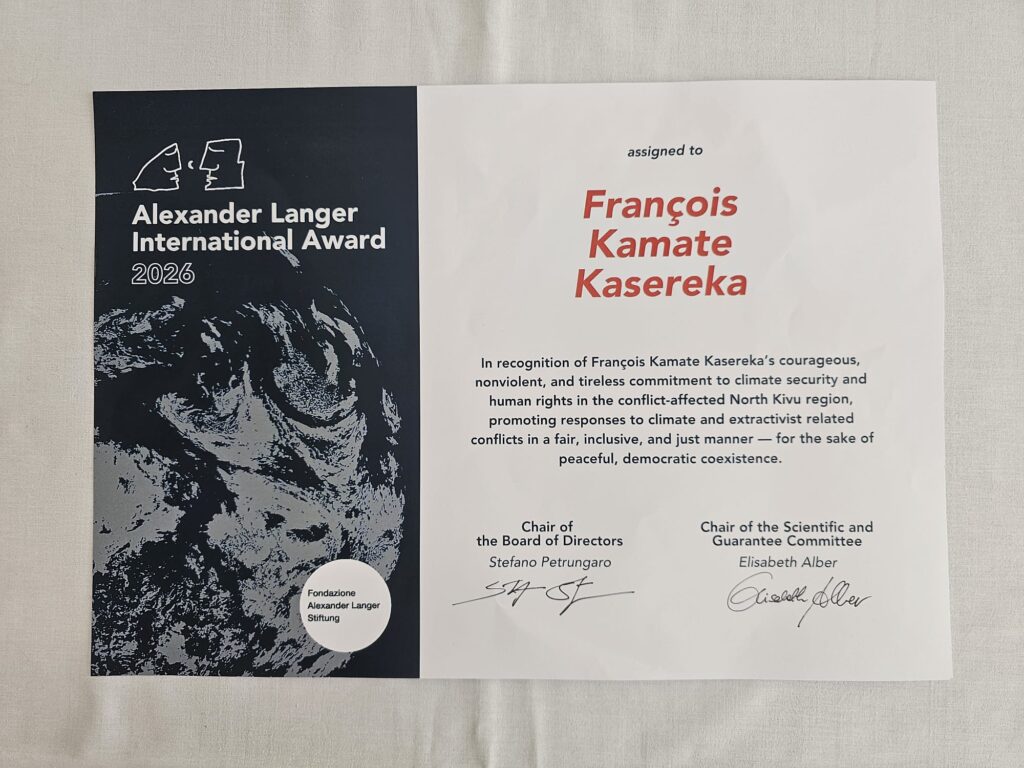 Alexander Langer
International Award
2026
Fondazione
Alexander Langer
Stiftung
assigned to
François
Kamate
Kasereka
In recognition of François Kamate Kasereka's courageous,
nonviolent, and tireless commitment to climate security and
human rights in the conflict-affected North Kivu region,
promoting responses to climate and extractivist related
conflicts in a fair, inclusive, and just manner — for the sake of
peaceful, democratic coexistence.
Chair of
the Board of Directors
Stefano Petrungaro
Chair of the Scientific and
Guarantee Committee
Elisabeth Alber
Elisabeth Alber